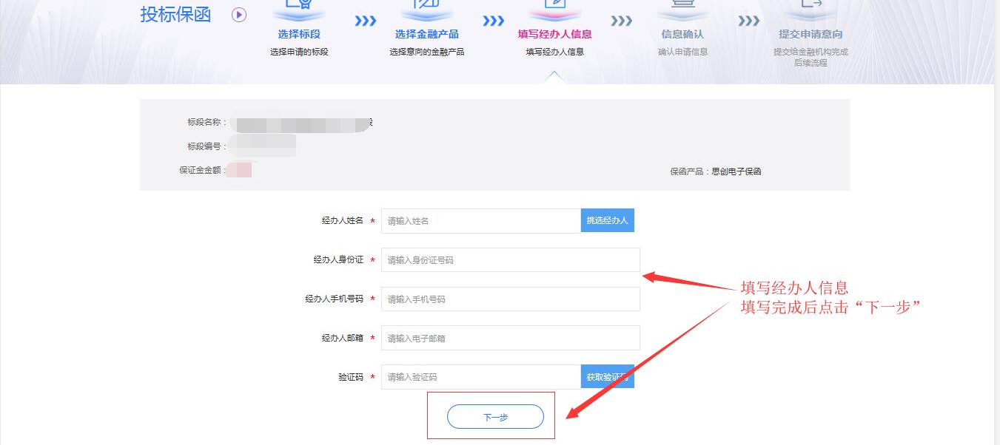 投标保函
选择标段
选择金融产品
填写经办人信息
信息确认
提交申请意向
选择申请的标段
选择意向的金融产品
填写经办人信息
确认申请信息
提交给金融机构完成
后续流程
标段名称：
标段编号：
保证金金额：
保函产品：思创电子保函
经办人姓名 * 请输入姓名 挑选经办人
经办人身份证 * 请输入身份证号码
经办人手机号码 * 请输入手机号码
经办人邮箱 * 请输入电子邮箱
验证码 * 请输入验证码 获取验证码
下一步
填写经办人信息
填写完成后点击“下一步”